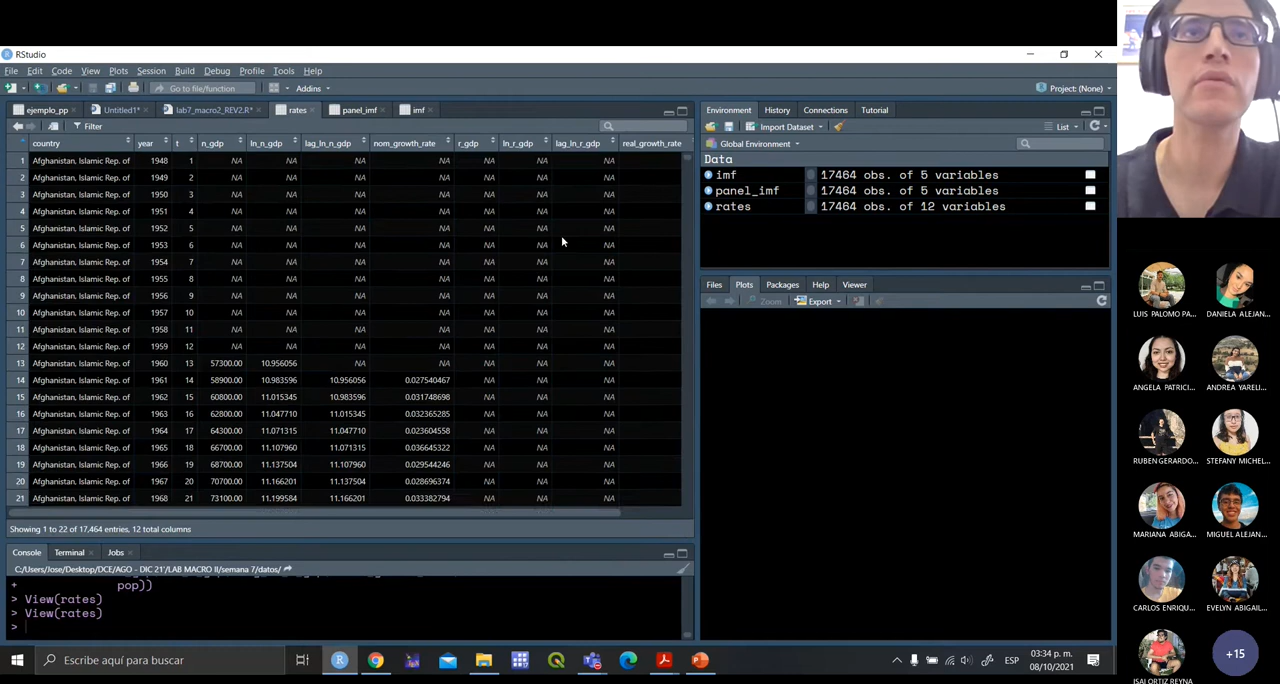 RStudio
File Edit Code View Plots Session Build Debug Profile Tools Help
Go to file/function Addins Project: (None)
ejemplo_pp Untitled1* lab7_macro2_REV2.R* rates panel_imf imf
Filter
country year t n_gdp ln_n_gdp lag_ln_n_gdp nom_growth_rate r_gdp ln_r_gdp lag_ln_r_gdp real_growth_rate
1 Afghanistan, Islamic Rep. of 1948 1 NA NA NA NA NA NA NA
2 Afghanistan, Islamic Rep. of 1949 2 NA NA NA NA NA NA NA
3 Afghanistan, Islamic Rep. of 1950 3 NA NA NA NA NA NA NA
4 Afghanistan, Islamic Rep. of 1951 4 NA NA NA NA NA NA NA
5 Afghanistan, Islamic Rep. of 1952 5 NA NA NA NA NA NA NA
6 Afghanistan, Islamic Rep. of 1953 6 NA NA NA NA NA NA NA
7 Afghanistan, Islamic Rep. of 1954 7 NA NA NA NA NA NA NA
8 Afghanistan, Islamic Rep. of 1955 8 NA NA NA NA NA NA NA
9 Afghanistan, Islamic Rep. of 1956 9 NA NA NA NA NA NA NA
10 Afghanistan, Islamic Rep. of 1957 10 NA NA NA NA NA NA NA
11 Afghanistan, Islamic Rep. of 1958 11 NA NA NA NA NA NA NA
12 Afghanistan, Islamic Rep. of 1959 12 NA NA NA NA NA NA NA
13 Afghanistan, Islamic Rep. of 1960 13 57300.00 10.956056 NA NA NA NA NA
14 Afghanistan, Islamic Rep. of 1961 14 58900.00 10.983596 10.956056 0.027540467 NA NA NA
15 Afghanistan, Islamic Rep. of 1962 15 60800.00 11.015345 10.983596 0.031748698 NA NA NA
16 Afghanistan, Islamic Rep. of 1963 16 62800.00 11.047710 11.015345 0.032365285 NA NA NA
17 Afghanistan, Islamic Rep. of 1964 17 64300.00 11.071315 11.047710 0.023604558 NA NA NA
18 Afghanistan, Islamic Rep. of 1965 18 66700.00 11.107960 11.071315 0.036645322 NA NA NA
19 Afghanistan, Islamic Rep. of 1966 19 68700.00 11.137504 11.107960 0.029544246 NA NA NA
20 Afghanistan, Islamic Rep. of 1967 20 70700.00 11.166201 11.137504 0.028696374 NA NA NA
21 Afghanistan, Islamic Rep. of 1968 21 73100.00 11.199584 11.166201 0.033382794 NA NA NA
Showing 1 to 22 of 17,464 entries, 12 total columns
Console Terminal Jobs
C:/Users/Jose/Desktop/DCE/AGO - DIC 21'/LAB MACRO II/semana 7/datos/
+ pop))
> View(rates)
> View(rates)
>
Environment History Connections Tutorial
Import Dataset List
Global Environment
Data
imf 17464 obs. of 5 variables
panel_imf 17464 obs. of 5 variables
rates 17464 obs. of 12 variables
Files Plots Packages Help Viewer
Zoom Export
LUIS PALOMO PA... DANIELA ALEJAN...
ANGELA PATRICI... ANDREA YARELI...
RUBEN GERARDO... STEFANY MICHEL...
MARIANA ABIGA... MIGUEL ALEJAN...
CARLOS ENRIQU... EVELYN ABIGAIL...
ISAI ORTIZ REYNA +15
Escribe aquí para buscar
ESP 03:34 p. m.
08/10/2021